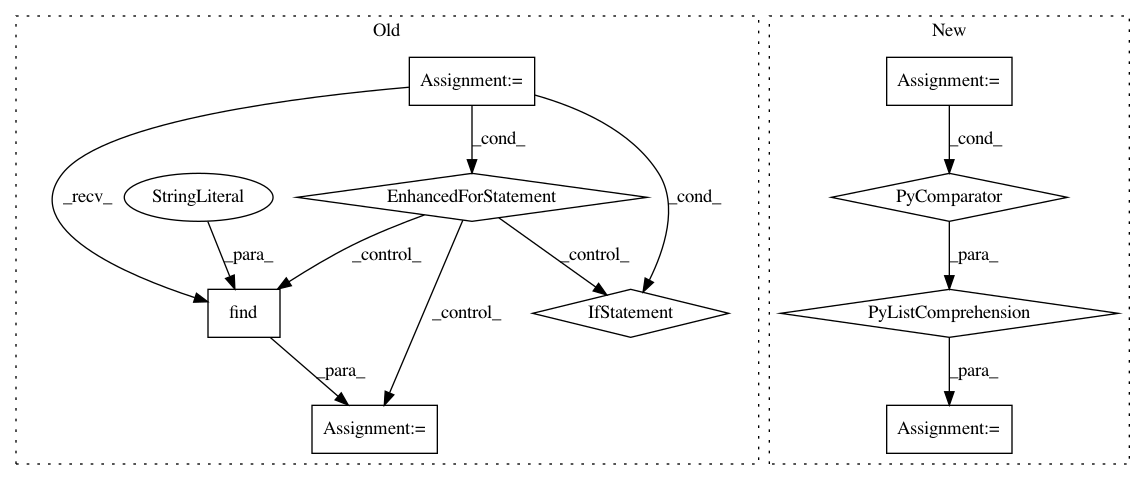 Old
New
Assignment:=
Assignment:=
_cond_
_cond_
_recv_
StringLiteral
EnhancedForStatement
_cond_
PyComparator
_para_
_control_
_control_
_para_
_control_
find
IfStatement
PyListComprehension
_para_
_para_
Assignment:=
Assignment:=